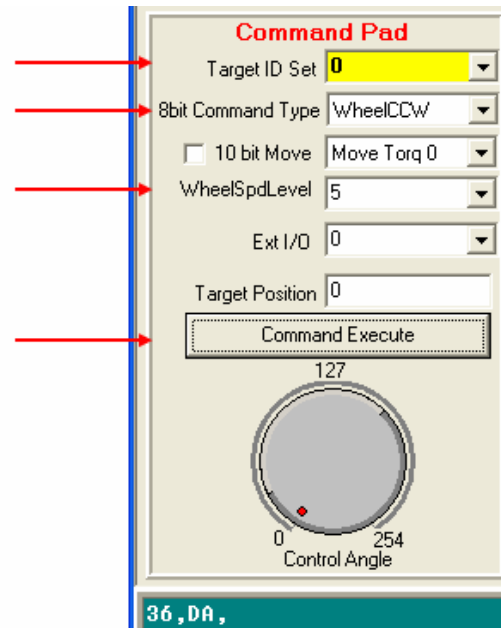 Command Pad
Target ID Set 0
8bit Command Type WheelCCW
10 bit Move Move Torq 0
WheelSpdLevel 5
Ext I/O 0
Target Position 0
Command Execute
127
0 254
Control Angle
36,DA,